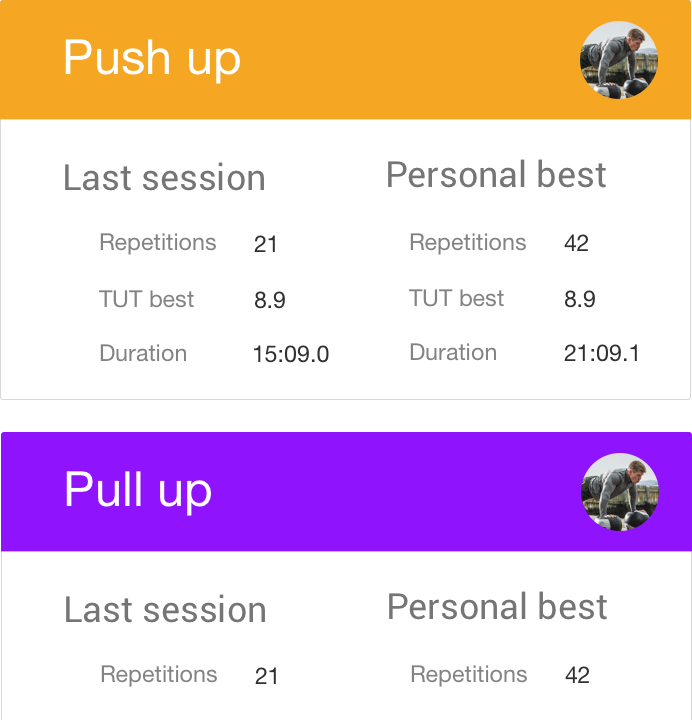 Push up
Last session
Personal best
Repetitions 21
Repetitions 42
TUT best 8.9
TUT best 8.9
Duration 15:09.0
Duration 21:09.1
Pull up
Last session
Personal best
Repetitions 21
Repetitions 42